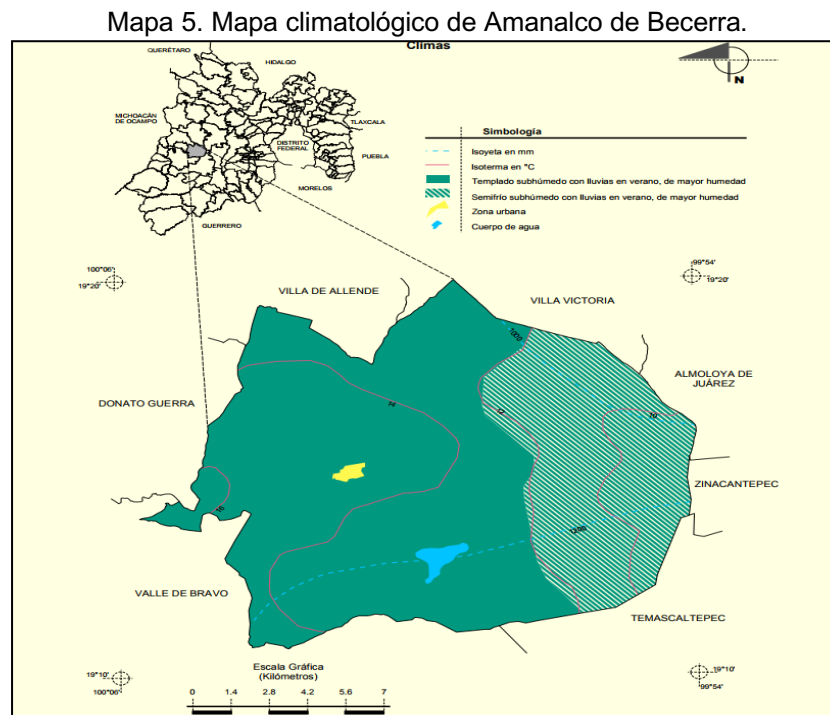 Mapa 5. Mapa climatológico de Amanalco de Becerra.
Climas
QUERÉTARO
HIDALGO
MICHOACÁN
DE OCAMPO
TLAXCALA
DISTRITO
FEDERAL
PUEBLA
MORELOS
GUERRERO
N
Simbología
Isoyeta en mm
Isoterma en °C
Templado subhúmedo con lluvias en verano, de mayor humedad
Semifrío subhúmedo con lluvias en verano, de mayor humedad
Zona urbana
Cuerpo de agua
100°06'
19°20'
99°54'
19°20'
VILLA DE ALLENDE
VILLA VICTORIA
1000
ALMOLOYA DE
JUÁREZ
DONATO GUERRA
14
12
10
ZINACANTEPEC
16
1200
VALLE DE BRAVO
TEMASCALTEPEC
19°10'
100°06'
19°10'
99°54'
Escala Gráfica
(Kilómetros)
0 1.4 2.8 4.2 5.6 7